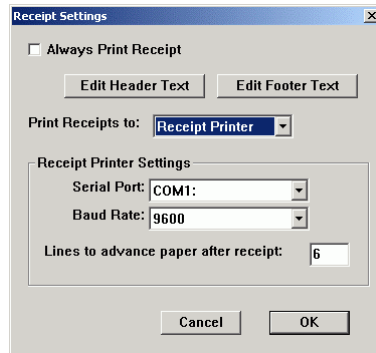 Receipt Settings
Always Print Receipt
Edit Header Text Edit Footer Text
Print Receipts to: Receipt Printer
Receipt Printer Settings
Serial Port: COM1:
Baud Rate: 9600
Lines to advance paper after receipt: 6
Cancel OK